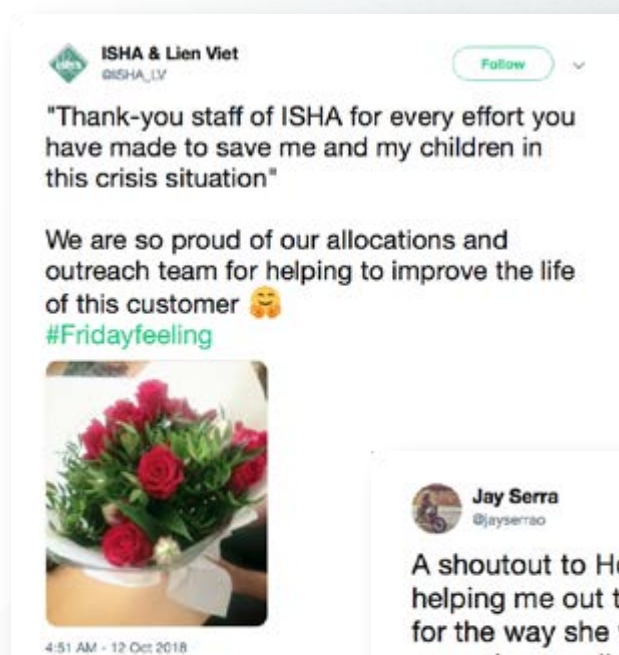 ISHA & Lien Viet
@ISHA_LV
Follow
"Thank-you staff of ISHA for every effort you
have made to save me and my children in
this crisis situation"
We are so proud of our allocations and
outreach team for helping to improve the life
of this customer 🤗
#Fridayfeeling
4:51 AM - 12 Oct 2018
Jay Serra
@jayserrao
A shoutout to
helping me out
for the way she